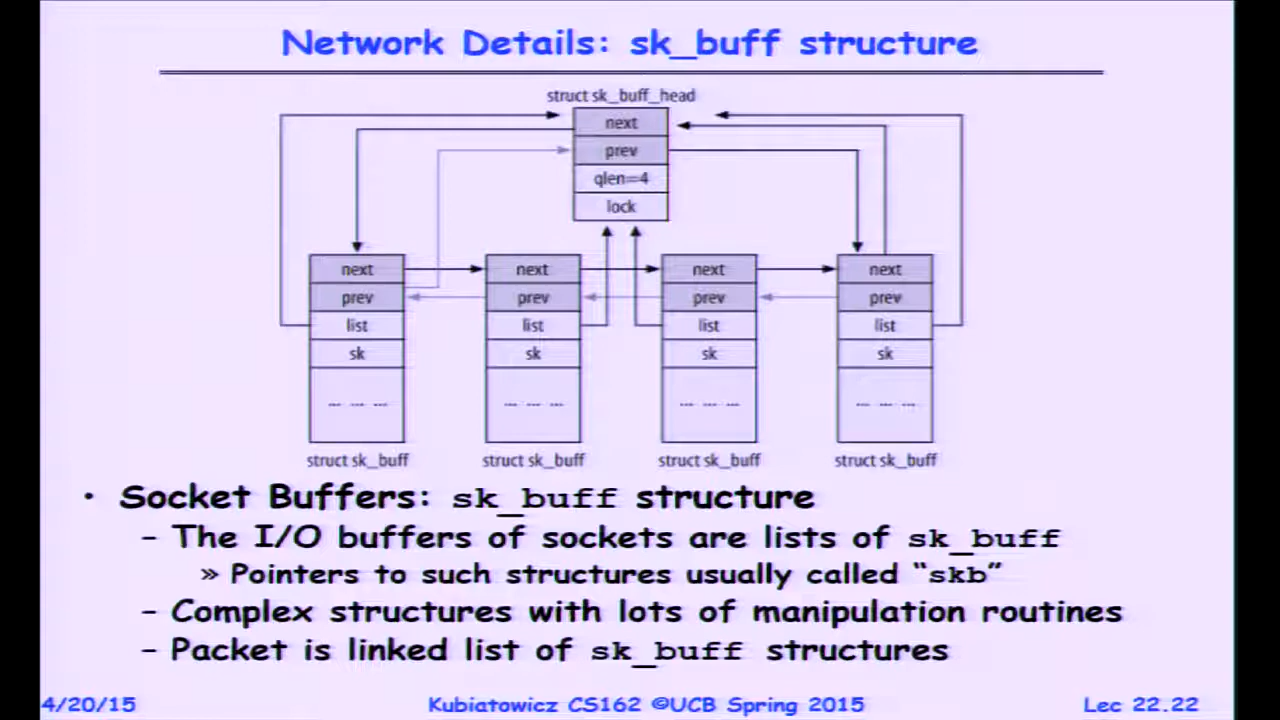 Network Details: sk_buff structure
struct sk_buff_head
next
prev
qlen=4
lock
next next next next
prev prev prev prev
list list list list
sk sk sk sk
--- --- --- --- --- --- --- --- --- --- --- ---
struct sk_buff struct sk_buff struct sk_buff struct sk_buff
• Socket Buffers: sk_buff structure
– The I/O buffers of sockets are lists of sk_buff
» Pointers to such structures usually called “skb”
– Complex structures with lots of manipulation routines
– Packet is linked list of sk_buff structures
4/20/15 Kubiatowicz CS162 ©UCB Spring 2015 Lec 22.22